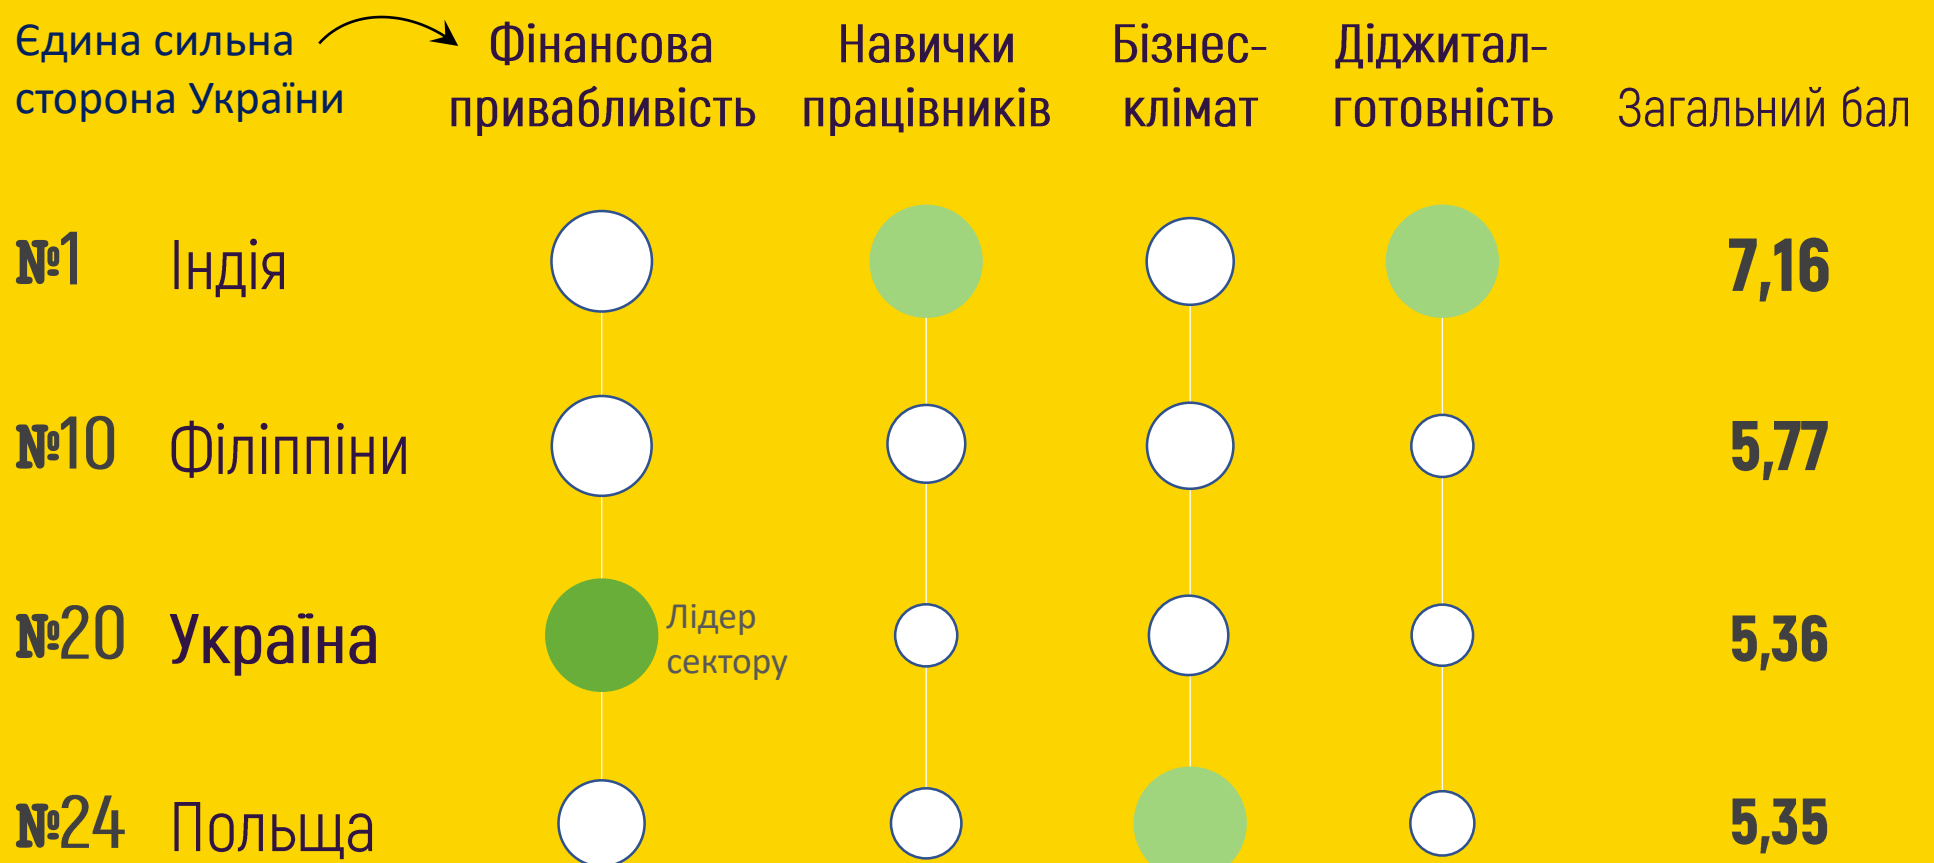 Єдина сильна
сторона України
Фінансова
привабливість
Навички
працівників
Бізнес-
клімат
Діджитал-
готовність
Загальний бал
№1 Індія 7,16
№10 Філіппіни 5,77
№20 Україна Лідер
сектору 5,36
№24 Польща 5,35